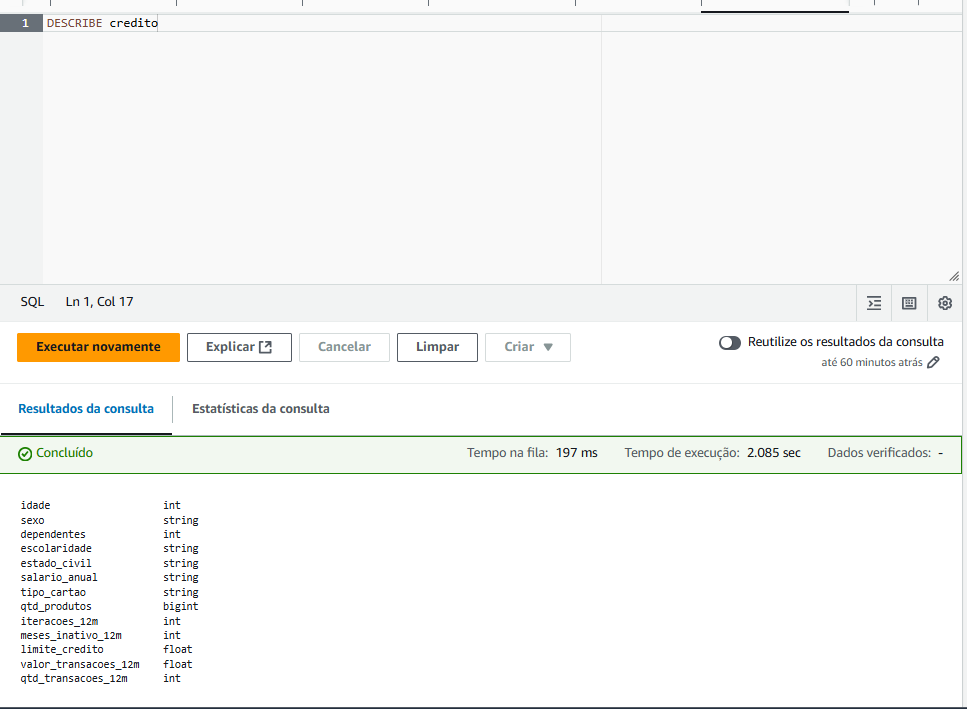 1 DESCRIBE credito
SQL Ln 1, Col 17
Executar novamente Explicar Cancelar Limpar Criar Reutilize os resultados da consulta
até 60 minutos atrás
Resultados da consulta Estatísticas da consulta
Concluído Tempo na fila: 197 ms Tempo de execução: 2.085 sec Dados verificados: -
idade int
sexo string
dependentes int
escolaridade string
estado_civil string
salario_anual string
tipo_cartao string
qtd_produtos bigint
iteracoes_12m int
meses_inativo_12m int
limite_credito float
valor_transacoes_12m float
qtd_transacoes_12m int